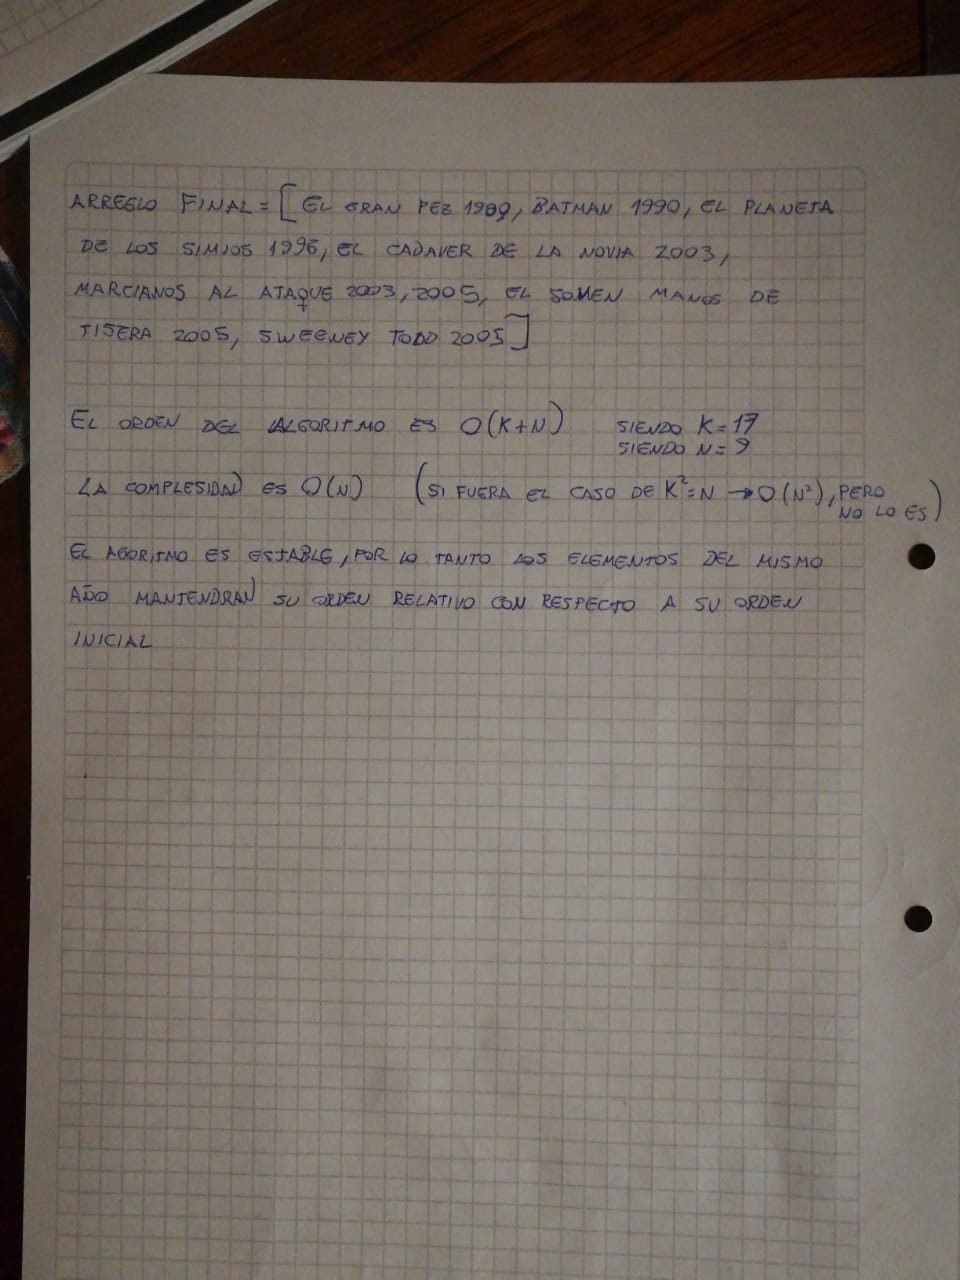 ARREGLO FINAL = [ EL GRAN PEZ 1989, BATMAN 1990, EL PLANETA
DE LOS SIMIOS 1996, EL CADAVER DE LA NOVIA 2003,
MARCIANOS AL ATAQUE 2003, 2005, EL JOVEN MANOS DE
TIJERA 2005, SWEENEY TODD 2005]
EL ORDEN DEL ALGORITMO ES O(K+N) SIENDO K=17
SIENDO N=9
LA COMPLESIDAD ES O(N) (SI FUERA EL CASO DE K²=N → O(N²), PERO
NO LO ES)
EL AGORITMO ES ESTABLE, POR LO TANTO LOS ELEMENTOS DEL MISMO
AÑO MANTENDRAN SU ORDEN RELATIVO CON RESPECTO A SU ORDEN
INICIAL